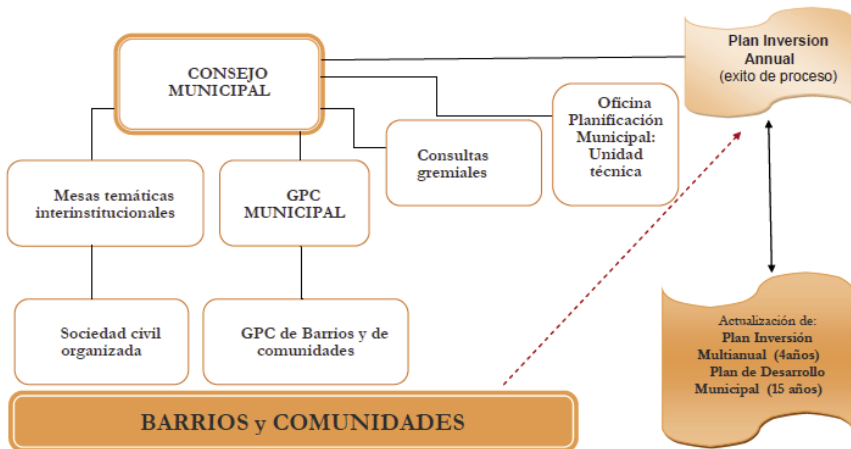 CONSEJO
MUNICIPAL
Plan Inversion
Annual
(exito de proceso)
Oficina
Planificación
Municipal:
Unidad
técnica
Consultas
gremiales
Mesas temáticas
interinstitucionales
GPC
MUNICIPAL
Sociedad civil
organizada
GPC de Barrios y de
comunidades
Actualización de:
Plan Inversión
Multianual (4años)
Plan de Desarrollo
Municipal (15 años)
BARRIOS y COMUNIDADES